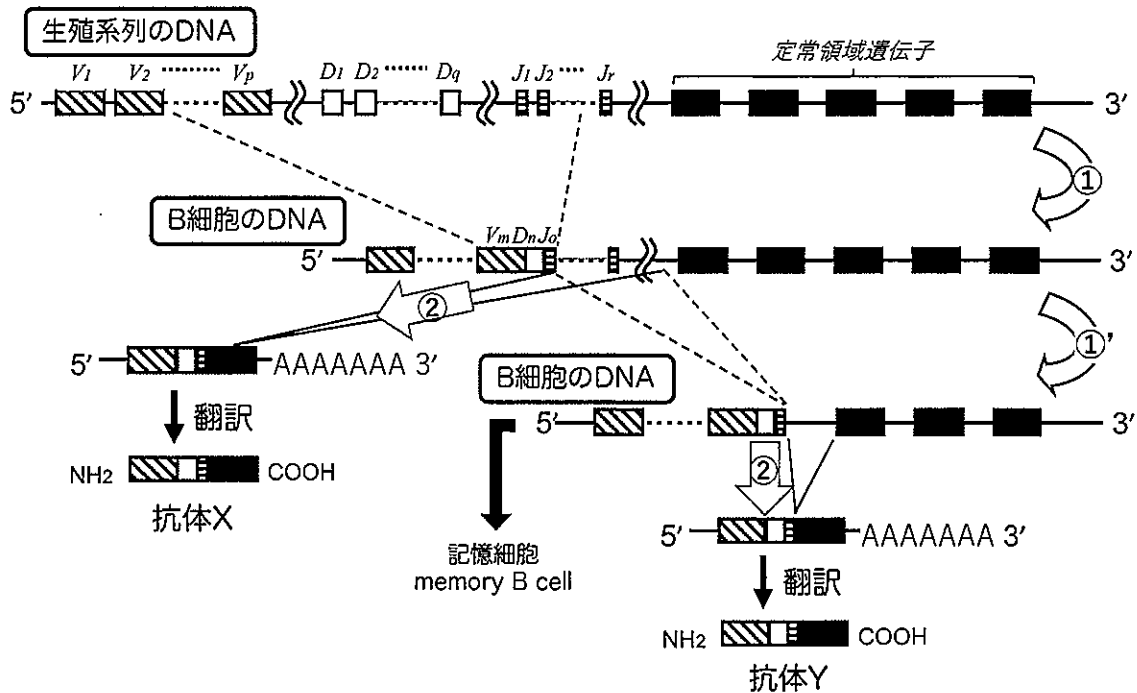 生殖系列のDNA
定常領域遺伝子
V1 V2 Vp D1 D2 Dq J1 J2 Jr
5′ 3′
①
B細胞のDNA
VmDnJo
5′ 3′
②
①′
5′ AAAAAAA 3′
B細胞のDNA
翻訳
5′ 3′
NH2 COOH
②
抗体X
記憶細胞
memory B cell
5′ AAAAAAA 3′
翻訳
NH2 COOH
抗体Y